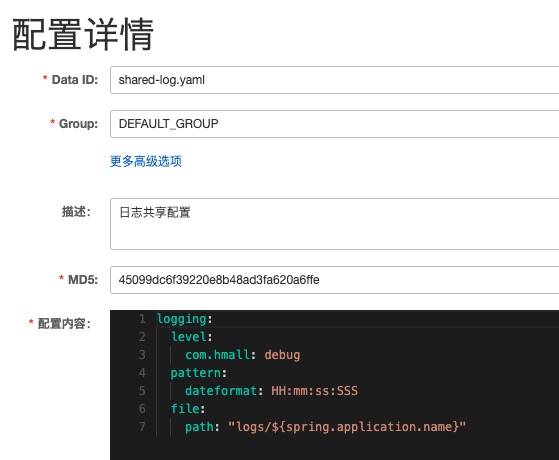 配置详情
* Data ID: shared-log.yaml
* Group: DEFAULT_GROUP
更多高级选项
描述: 日志共享配置
* MD5: 45099dc6f39220e8b48ad3fa620a6ffe
* 配置内容:
1 logging:
2   level:
3     com.hmall: debug
4   pattern:
5     dateformat: HH:mm:ss:SSS
6   file:
7     path: "logs/${spring.application.name}"